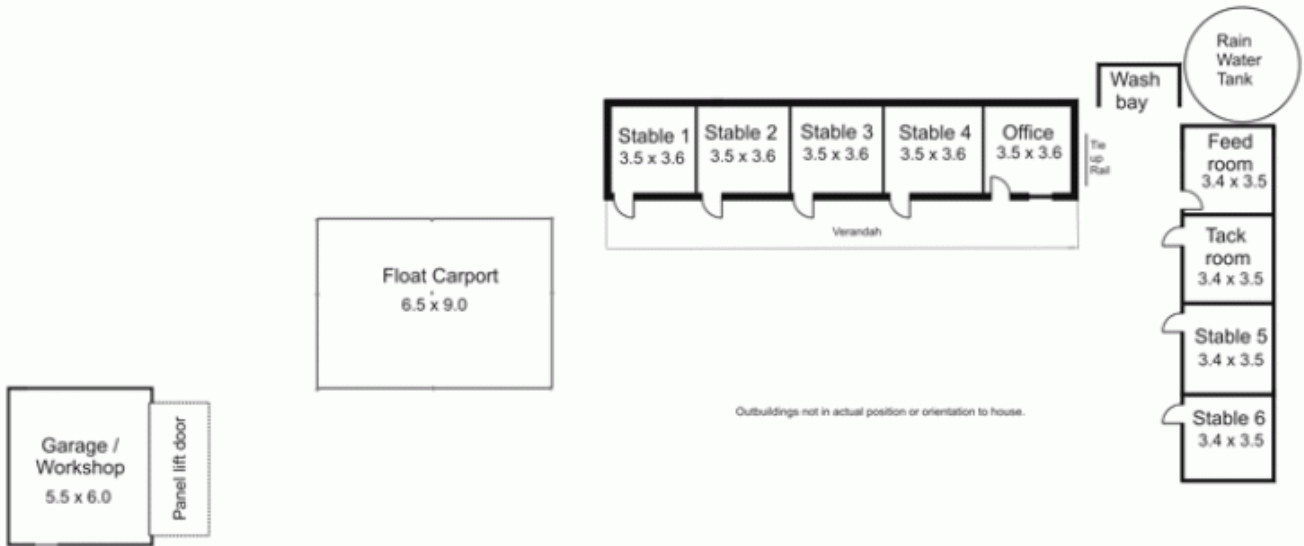 Rain
Water
Tank
Wash
bay
Stable 1
3.5 x 3.6
Stable 2
3.5 x 3.6
Stable 3
3.5 x 3.6
Stable 4
3.5 x 3.6
Office
3.5 x 3.6
Tie
up
Rail
Feed
room
3.4 x 3.5
Verandah
Tack
room
3.4 x 3.5
Float Carport
6.5 x 9.0
Stable 5
3.4 x 3.5
Outbuildings not in actual position or orientation to house.
Stable 6
3.4 x 3.5
Garage /
Workshop
5.5 x 6.0
Panel lift door